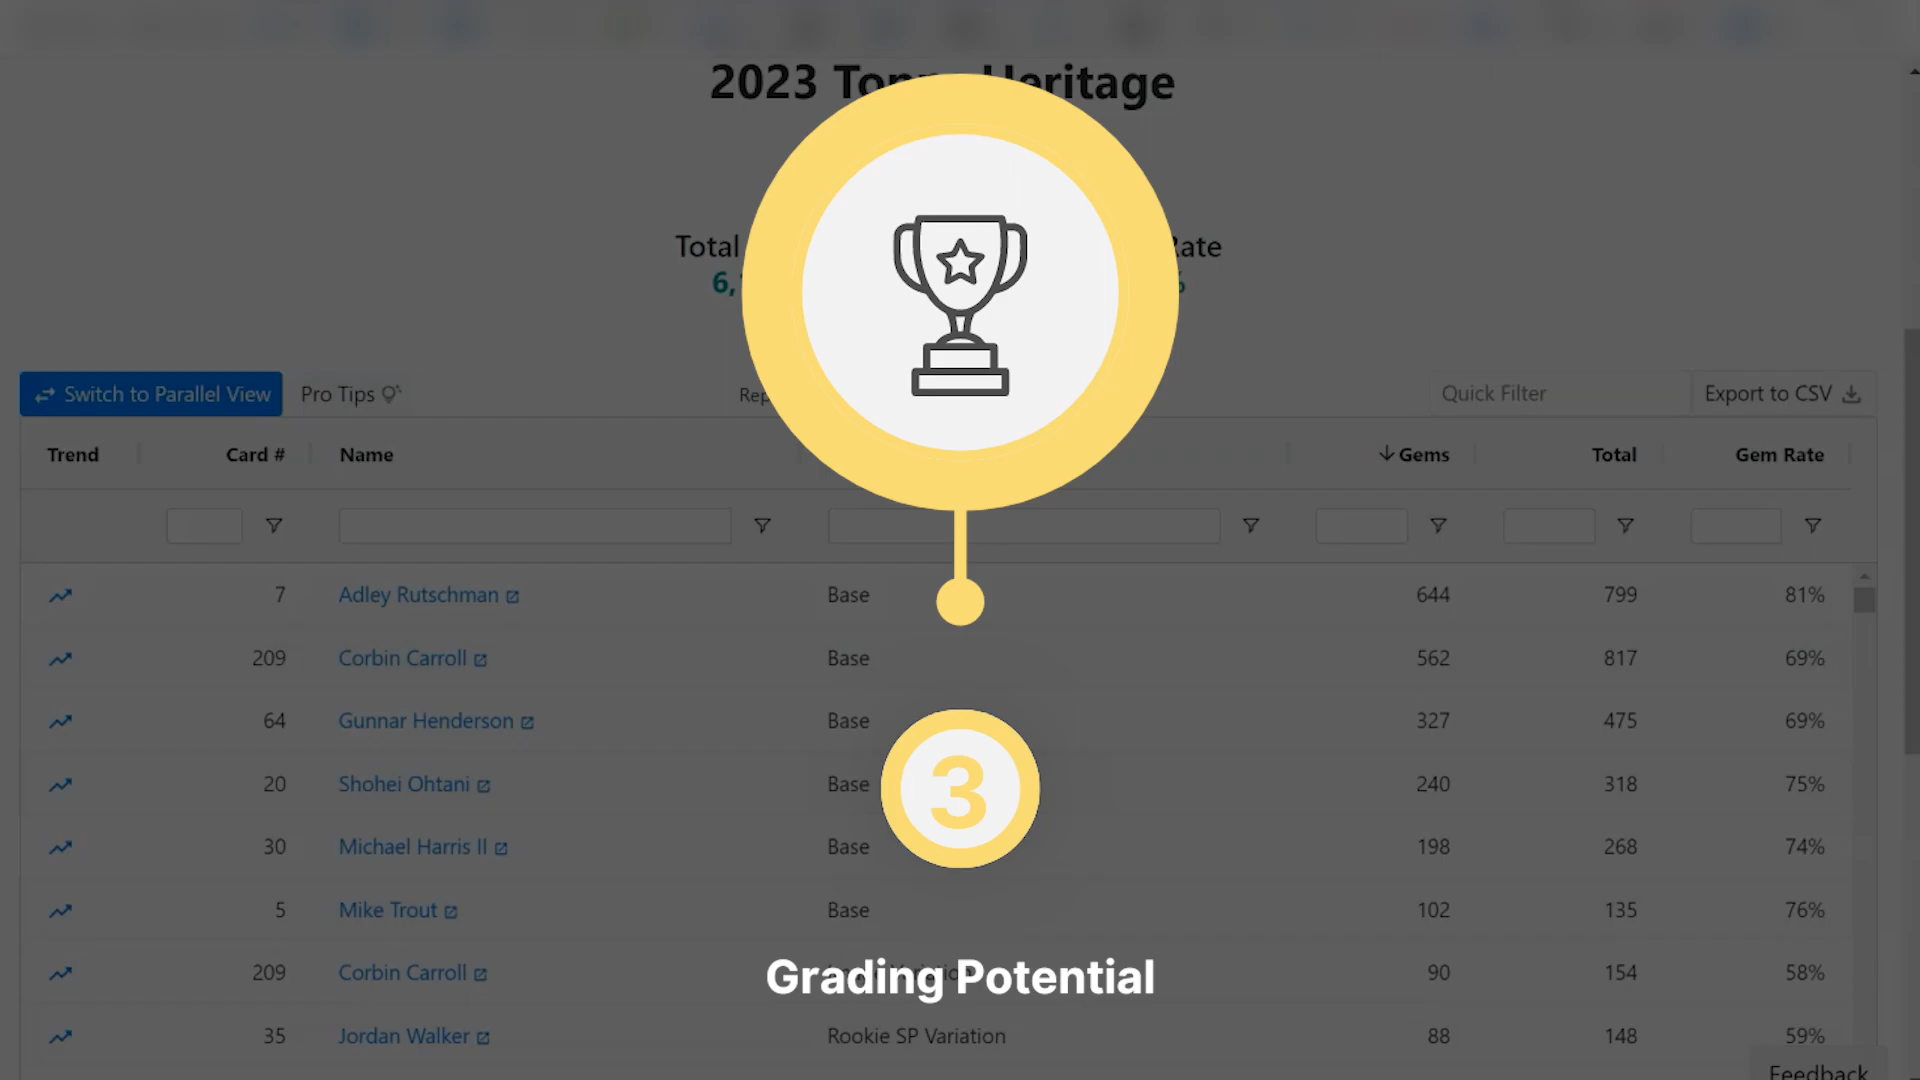 2023 Heritage
Total
6,
Switch to Parallel View Pro Tips Quick Filter Export to CSV
Trend Card # Name Gems Total Gem Rate
7 Adley Rutschman Base 644 799 81%
209 Corbin Carroll Base 562 817 69%
64 Gunnar Henderson Base 327 475 69%
20 Shohei Ohtani Base 240 318 75%
3
30 Michael Harris II Base 198 268 74%
5 Mike Trout Base 102 135 76%
209 Corbin Carroll 90 154 58%
Grading Potential
35 Jordan Walker Rookie SP Variation 88 148 59%
Feedback